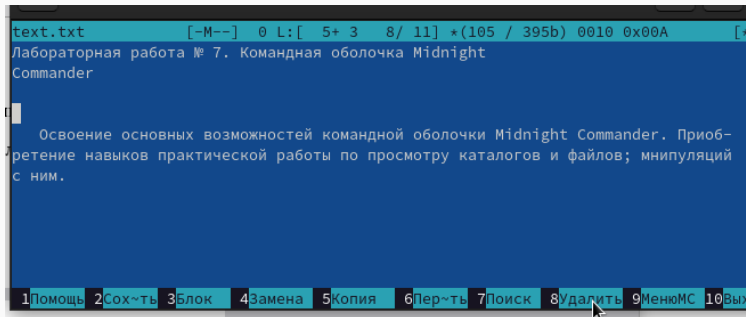 text.txt [-M--] 0 L:[ 5+ 3 8/ 11] *(105 / 395b) 0010 0x00A [*
Лабораторная работа № 7. Командная оболочка Midnight
Commander
Освоение основных возможностей командной оболочки Midnight Commander. Приоб-
ретение навыков практической работы по просмотру каталогов и файлов; мнипуляций
с ним.
1Помощь 2Сох~ть 3Блок 4Замена 5Копия 6Пер~ть 7Поиск 8Удалить 9МенюMC 10Вых